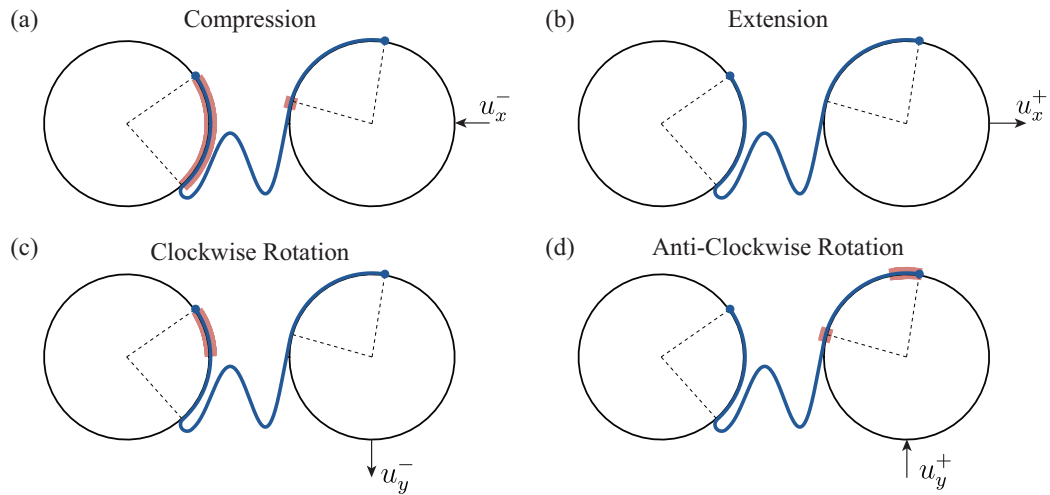 (a) Compression
(b) Extension
u_x^-
u_x^+
(c) Clockwise Rotation
(d) Anti-Clockwise Rotation
u_y^-
u_y^+